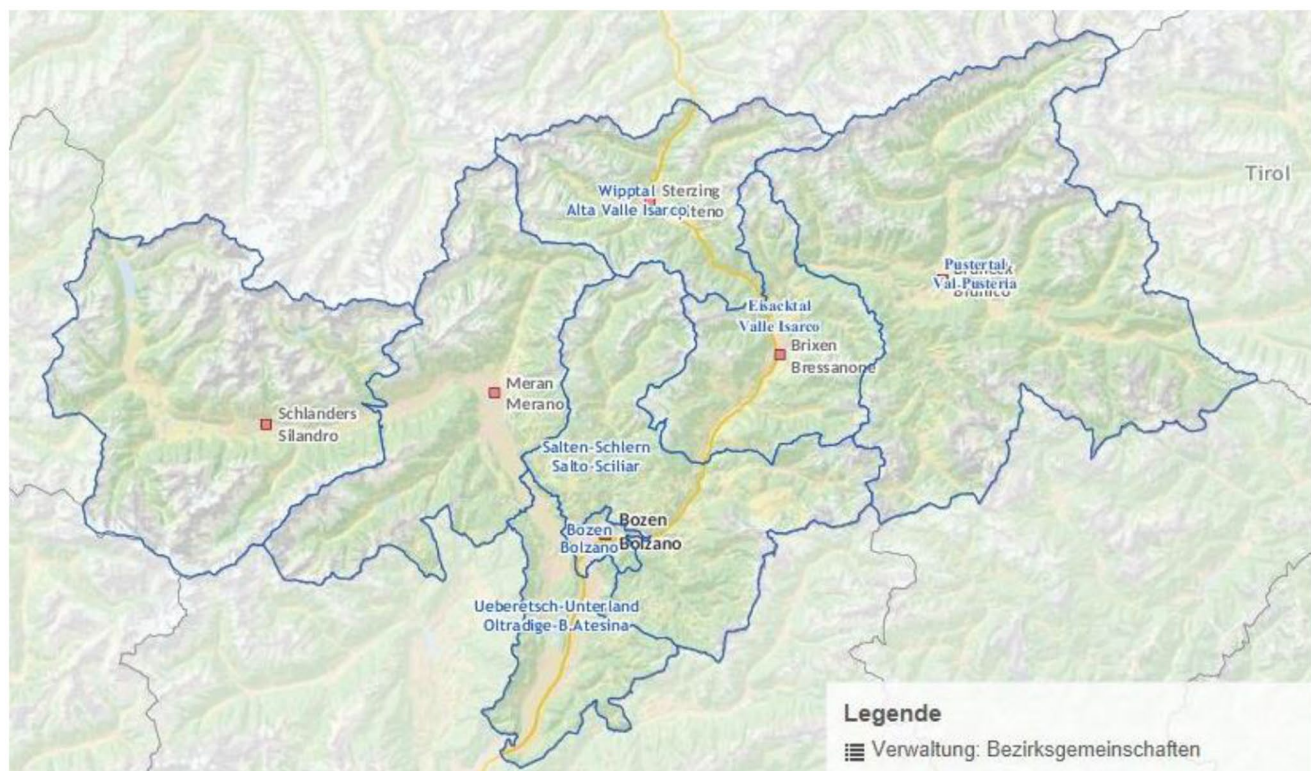 Tirol
Wipptal
Alta Valle Isarco
Sterzing
Pustertal
Val-Pusteria
Eisacktal
Valle Isarco
Brixen
Bressanone
Meran
Merano
Schlanders
Silandro
Salten-Schlern
Salto-Sciliar
Bozen
Bolzano
Bozen
Bolzano
Ueberetsch-Unterland
Oltradige-B.Atesina
Legende
Verwaltung: Bezirksgemeinschaften